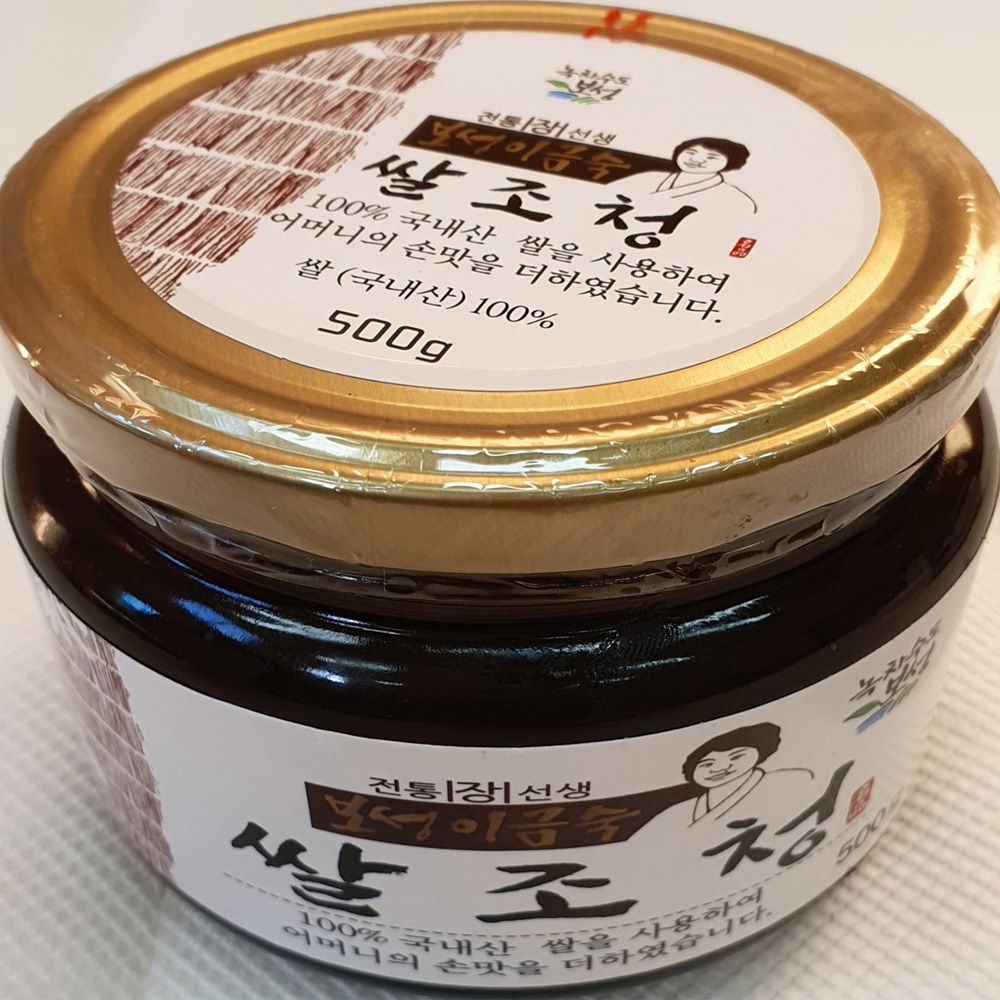 녹차수도
보성
전통|장|선생
보성이금숙
쌀조청
100% 국내산 쌀을 사용하여
어머니의 손맛을 더하였습니다.
쌀 (국내산) 100%
500g
녹차수도
보성
전통|장|선생
보성이금숙
쌀조청
500g
100% 국내산 쌀을 사용하여
어머니의 손맛을 더하였습니다.